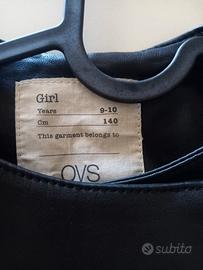 Girl
Years 9-10
Cm 140
This garment belongs to
OVS
subito